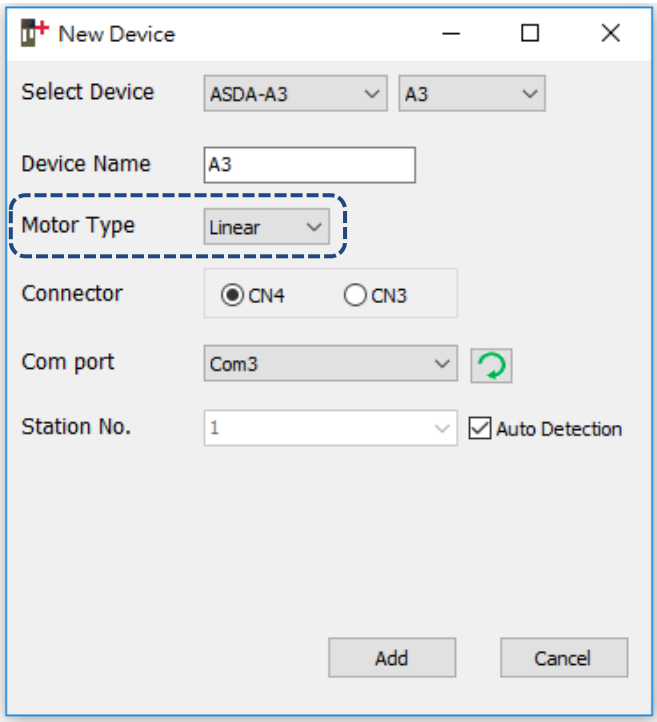 New Device
Select Device ASDA-A3 A3
Device Name A3
Motor Type Linear
Connector CN4 CN3
Com port Com3
Station No. 1 Auto Detection
Add Cancel